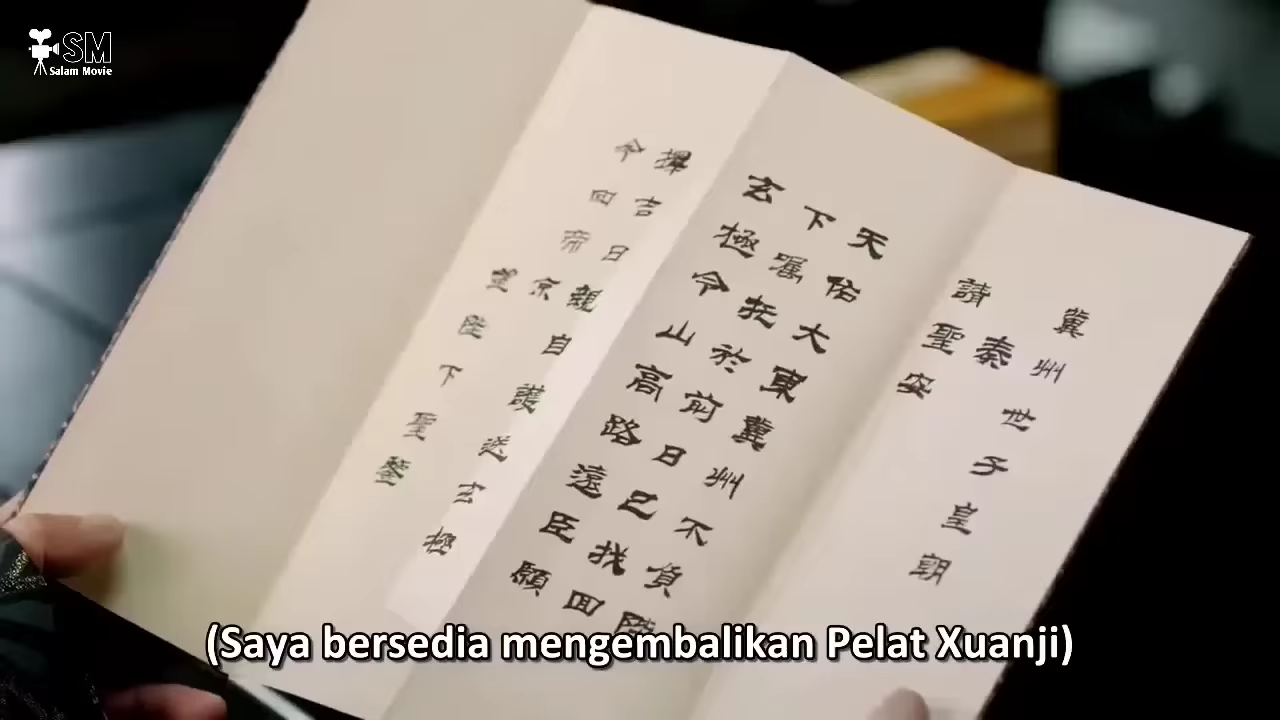 SM
Salam Movie
冀州世子皇朝
奏
請聖安
天佑大東冀州不負陛
下囑托於前日已找回
玄極令山高路遠臣願
擇吉日親自護送玄極
令回帝京
望陛下聖鑒
(Saya bersedia mengembalikan Pelat Xuanji)